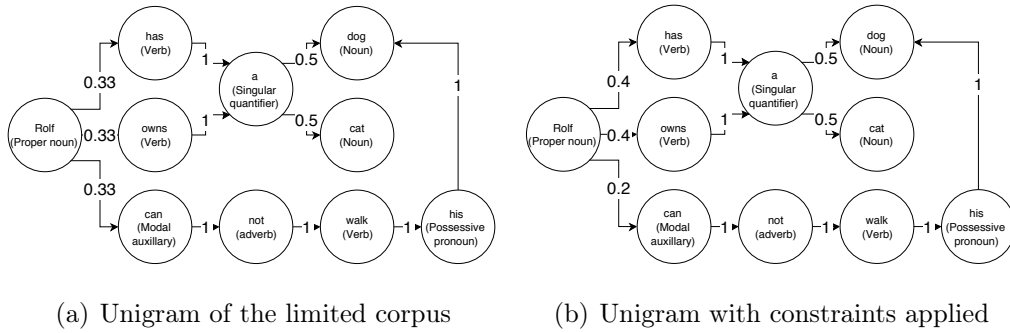 has
(Verb)
1
0.33
a
(Singular
quantifier)
0.5
dog
(Noun)
Rolf
(Proper noun)
0.33
owns
(Verb)
1
0.5
cat
(Noun)
1
0.33
can
(Modal
auxillary)
1
not
(adverb)
1
walk
(Verb)
1
his
(Possessive
pronoun)
(a) Unigram of the limited corpus
has
(Verb)
1
0.4
a
(Singular
quantifier)
0.5
dog
(Noun)
Rolf
(Proper noun)
0.4
owns
(Verb)
1
0.5
cat
(Noun)
1
0.2
can
(Modal
auxillary)
1
not
(adverb)
1
walk
(Verb)
1
his
(Possessive
pronoun)
(b) Unigram with constraints applied